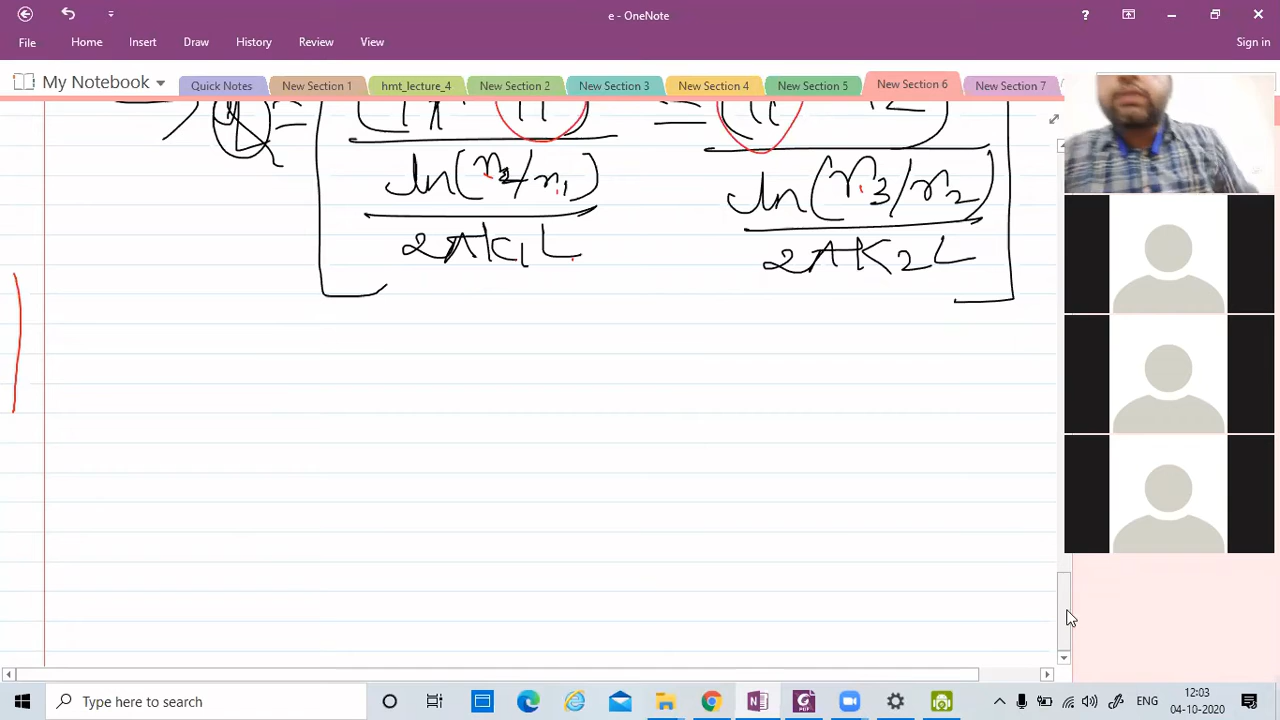 e - OneNote
? 
File Home Insert Draw History Review View Sign in
My Notebook Quick Notes New Section 1 hmt_lecture_4 New Section 2 New Section 3 New Section 4 New Section 5 New Section 6 New Section 7
Q = =
ln(r2/r1) ln(r3/r2)
2πK1L 2πK2L
Type here to search ENG 2:03
04-10-2020